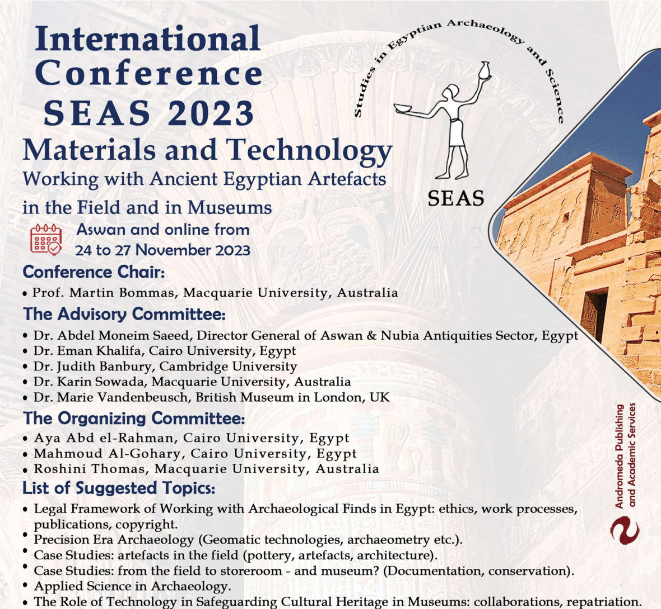 International
Conference
SEAS 2023
Materials and Technology
Working with Ancient Egyptian Artefacts
in the Field and in Museums
Aswan and online from
24 to 27 November 2023
Studies in Egyptian Archaeology and Science
SEAS
Conference Chair:
• Prof. Martin Bommas, Macquarie University, Australia
The Advisory Committee:
• Dr. Abdel Moneim Saeed, Director General of Aswan & Nubia Antiquities Sector, Egypt
• Dr. Eman Khalifa, Cairo University, Egypt
• Dr. Judith Banbury, Cambridge University
• Dr. Karin Sowada, Macquarie University, Australia
• Dr. Marie Vandenbeusch, British Museum in London, UK
The Organizing Committee:
• Aya Abd el-Rahman, Cairo University, Egypt
• Mahmoud Al-Gohary, Cairo University, Egypt
• Roshini Thomas, Macquarie University, Australia
List of Suggested Topics:
• Legal Framework of Working with Archaeological Finds in Egypt: ethics, work processes,
publications, copyright.
• Precision Era Archaeology (Geomatic technologies, archaeometry etc.).
• Case Studies: artefacts in the field (pottery, artefacts, architecture).
• Case Studies: from the field to storeroom - and museum? (Documentation, conservation).
• Applied Science in Archaeology.
• The Role of Technology in Safeguarding Cultural Heritage in Museums: collaborations, repatriation.
Andromeda Publishing
and Academic Services